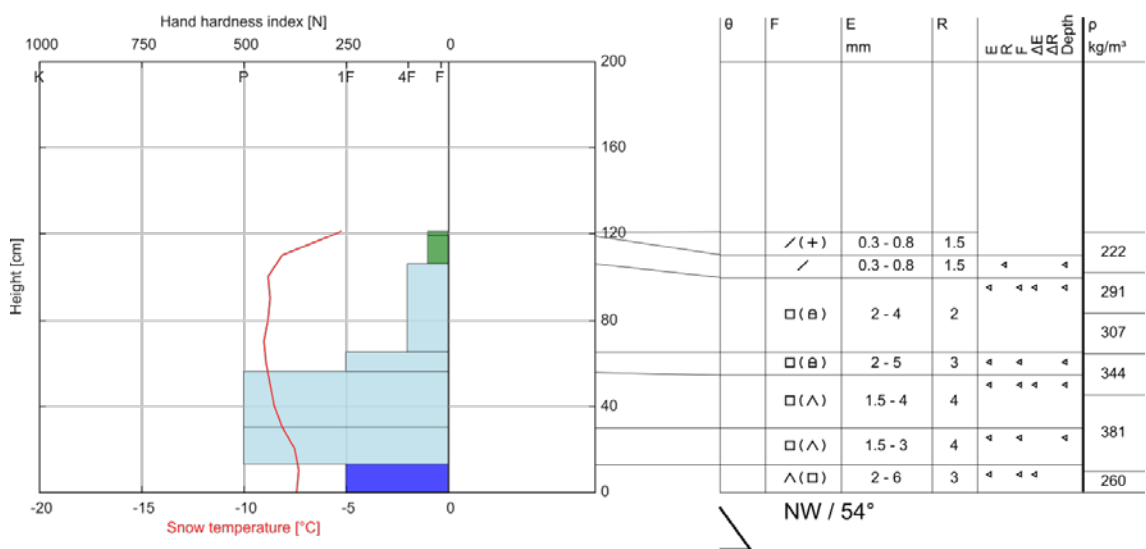 Hand hardness index [N]
1000 750 500 250 0
K P 1F 4F F
200
160
120
80
40
0
Height [cm]
-20 -15 -10 -5 0
Snow temperature [°C]
θ F E R E R F ΔE ΔR Depth ρ
mm kg/m³
∕(+) 0.3 - 0.8 1.5 222
∕ 0.3 - 0.8 1.5
291
□( ) 2 - 4 2 307
□( ) 2 - 5 3 344
□(∧) 1.5 - 4 4
381
□(∧) 1.5 - 3 4
∧(□) 2 - 6 3 260
NW / 54°